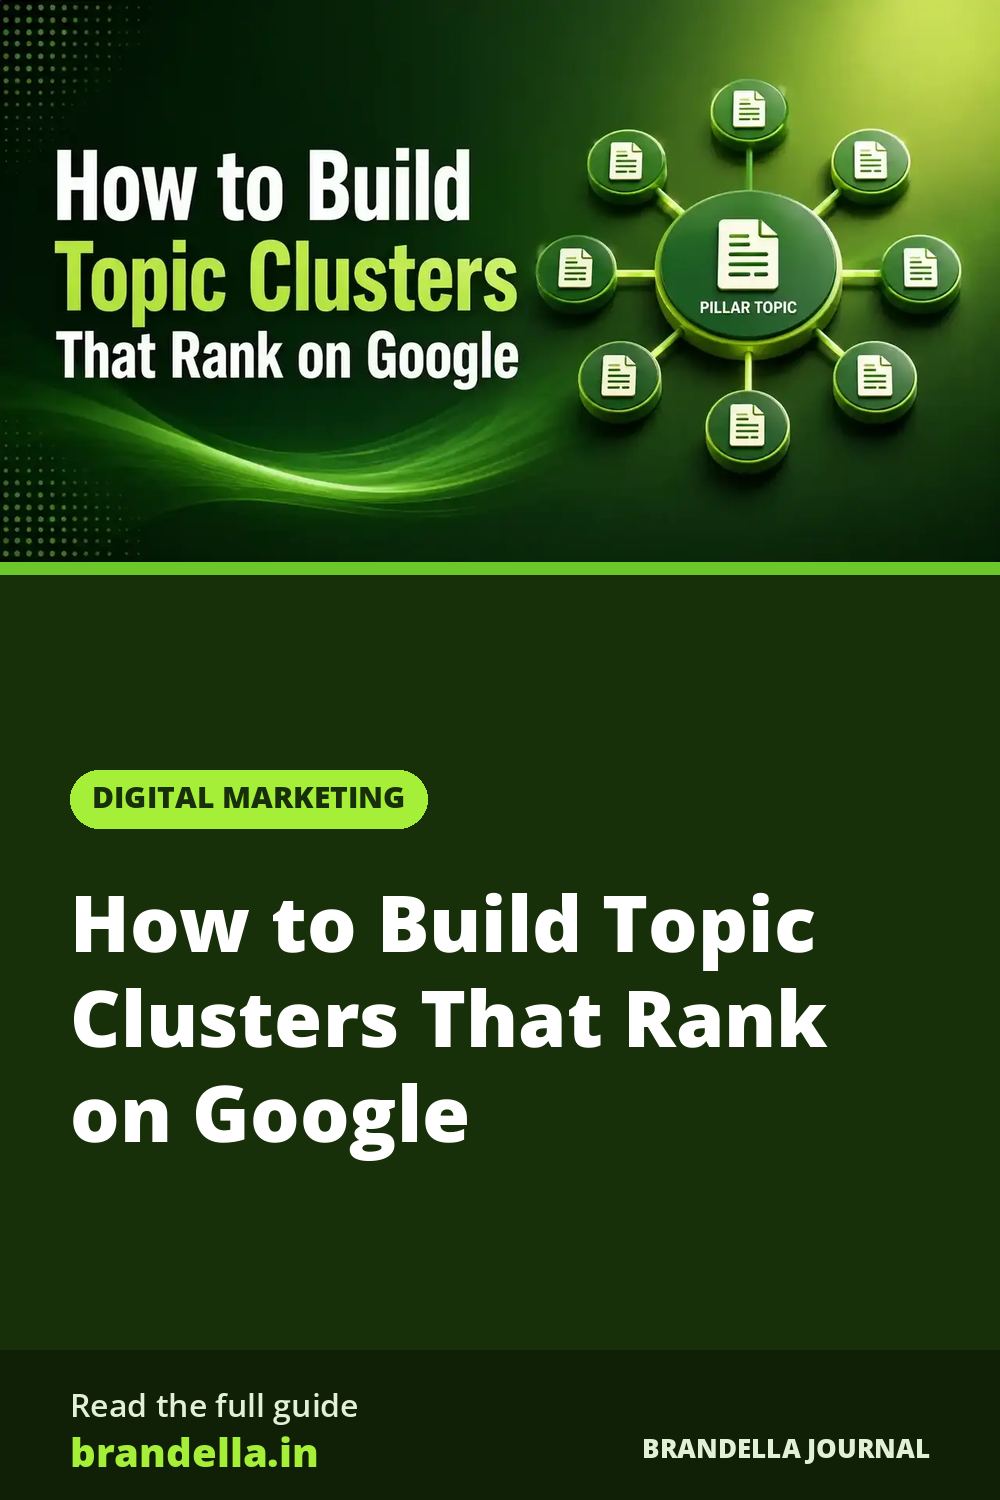 How to Build
Topic Clusters
That Rank on Google
PILLAR TOPIC
DIGITAL MARKETING
How to Build Topic
Clusters That Rank
on Google
Read the full guide
brandella.in
BRANDELLA JOURNAL